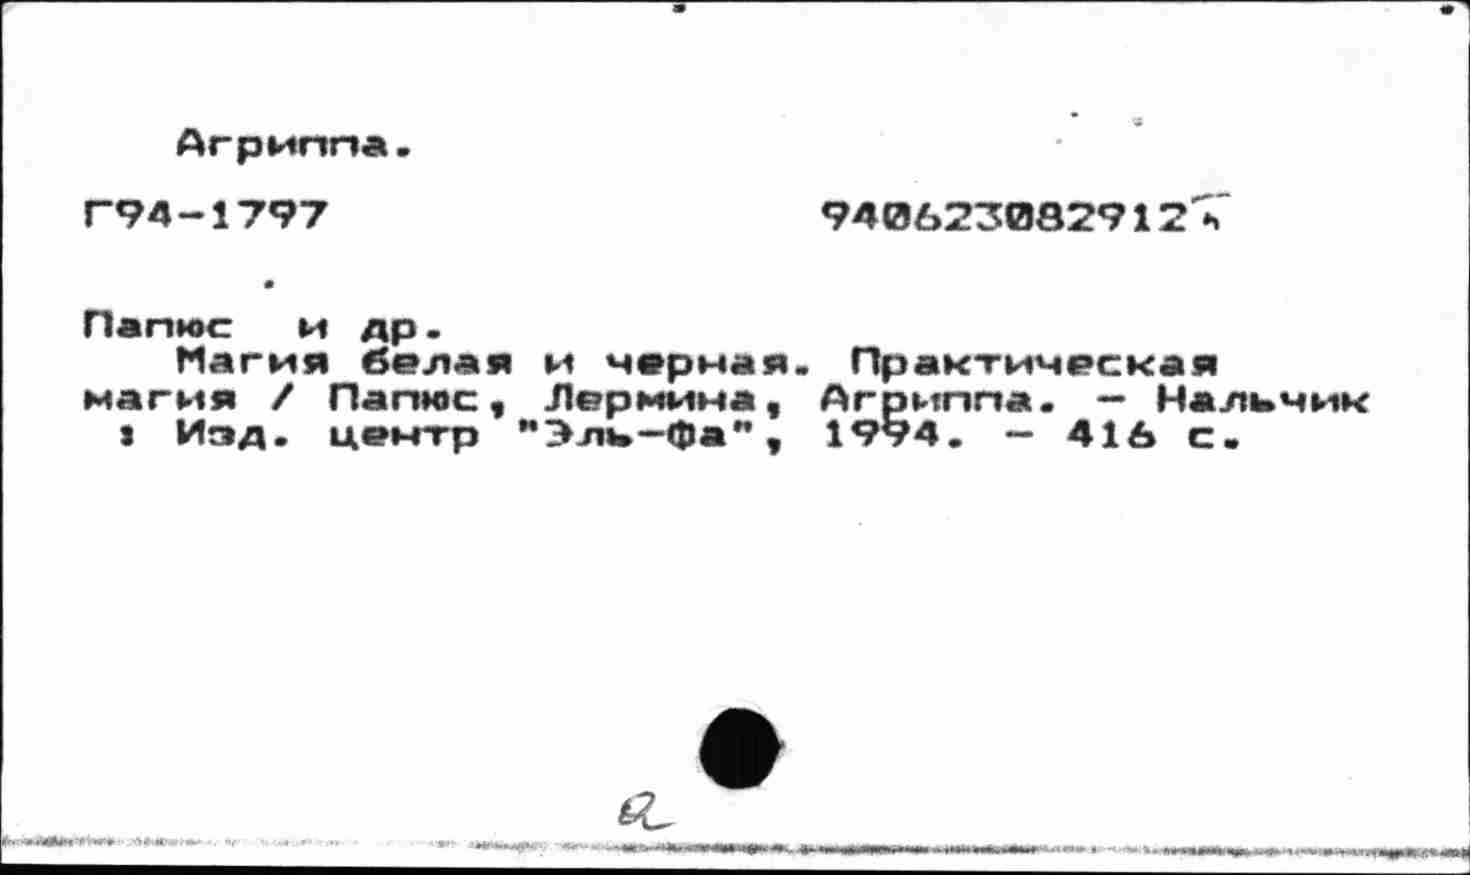 Агриппа.
Г94-1797 940623082912
Папюс и др.
Магия белая и черная. Практическая
магия / Папюс, Лермина, Агриппа. - Нальчик
: Изд. центр "Эль-Фа", 1994. - 416 с.